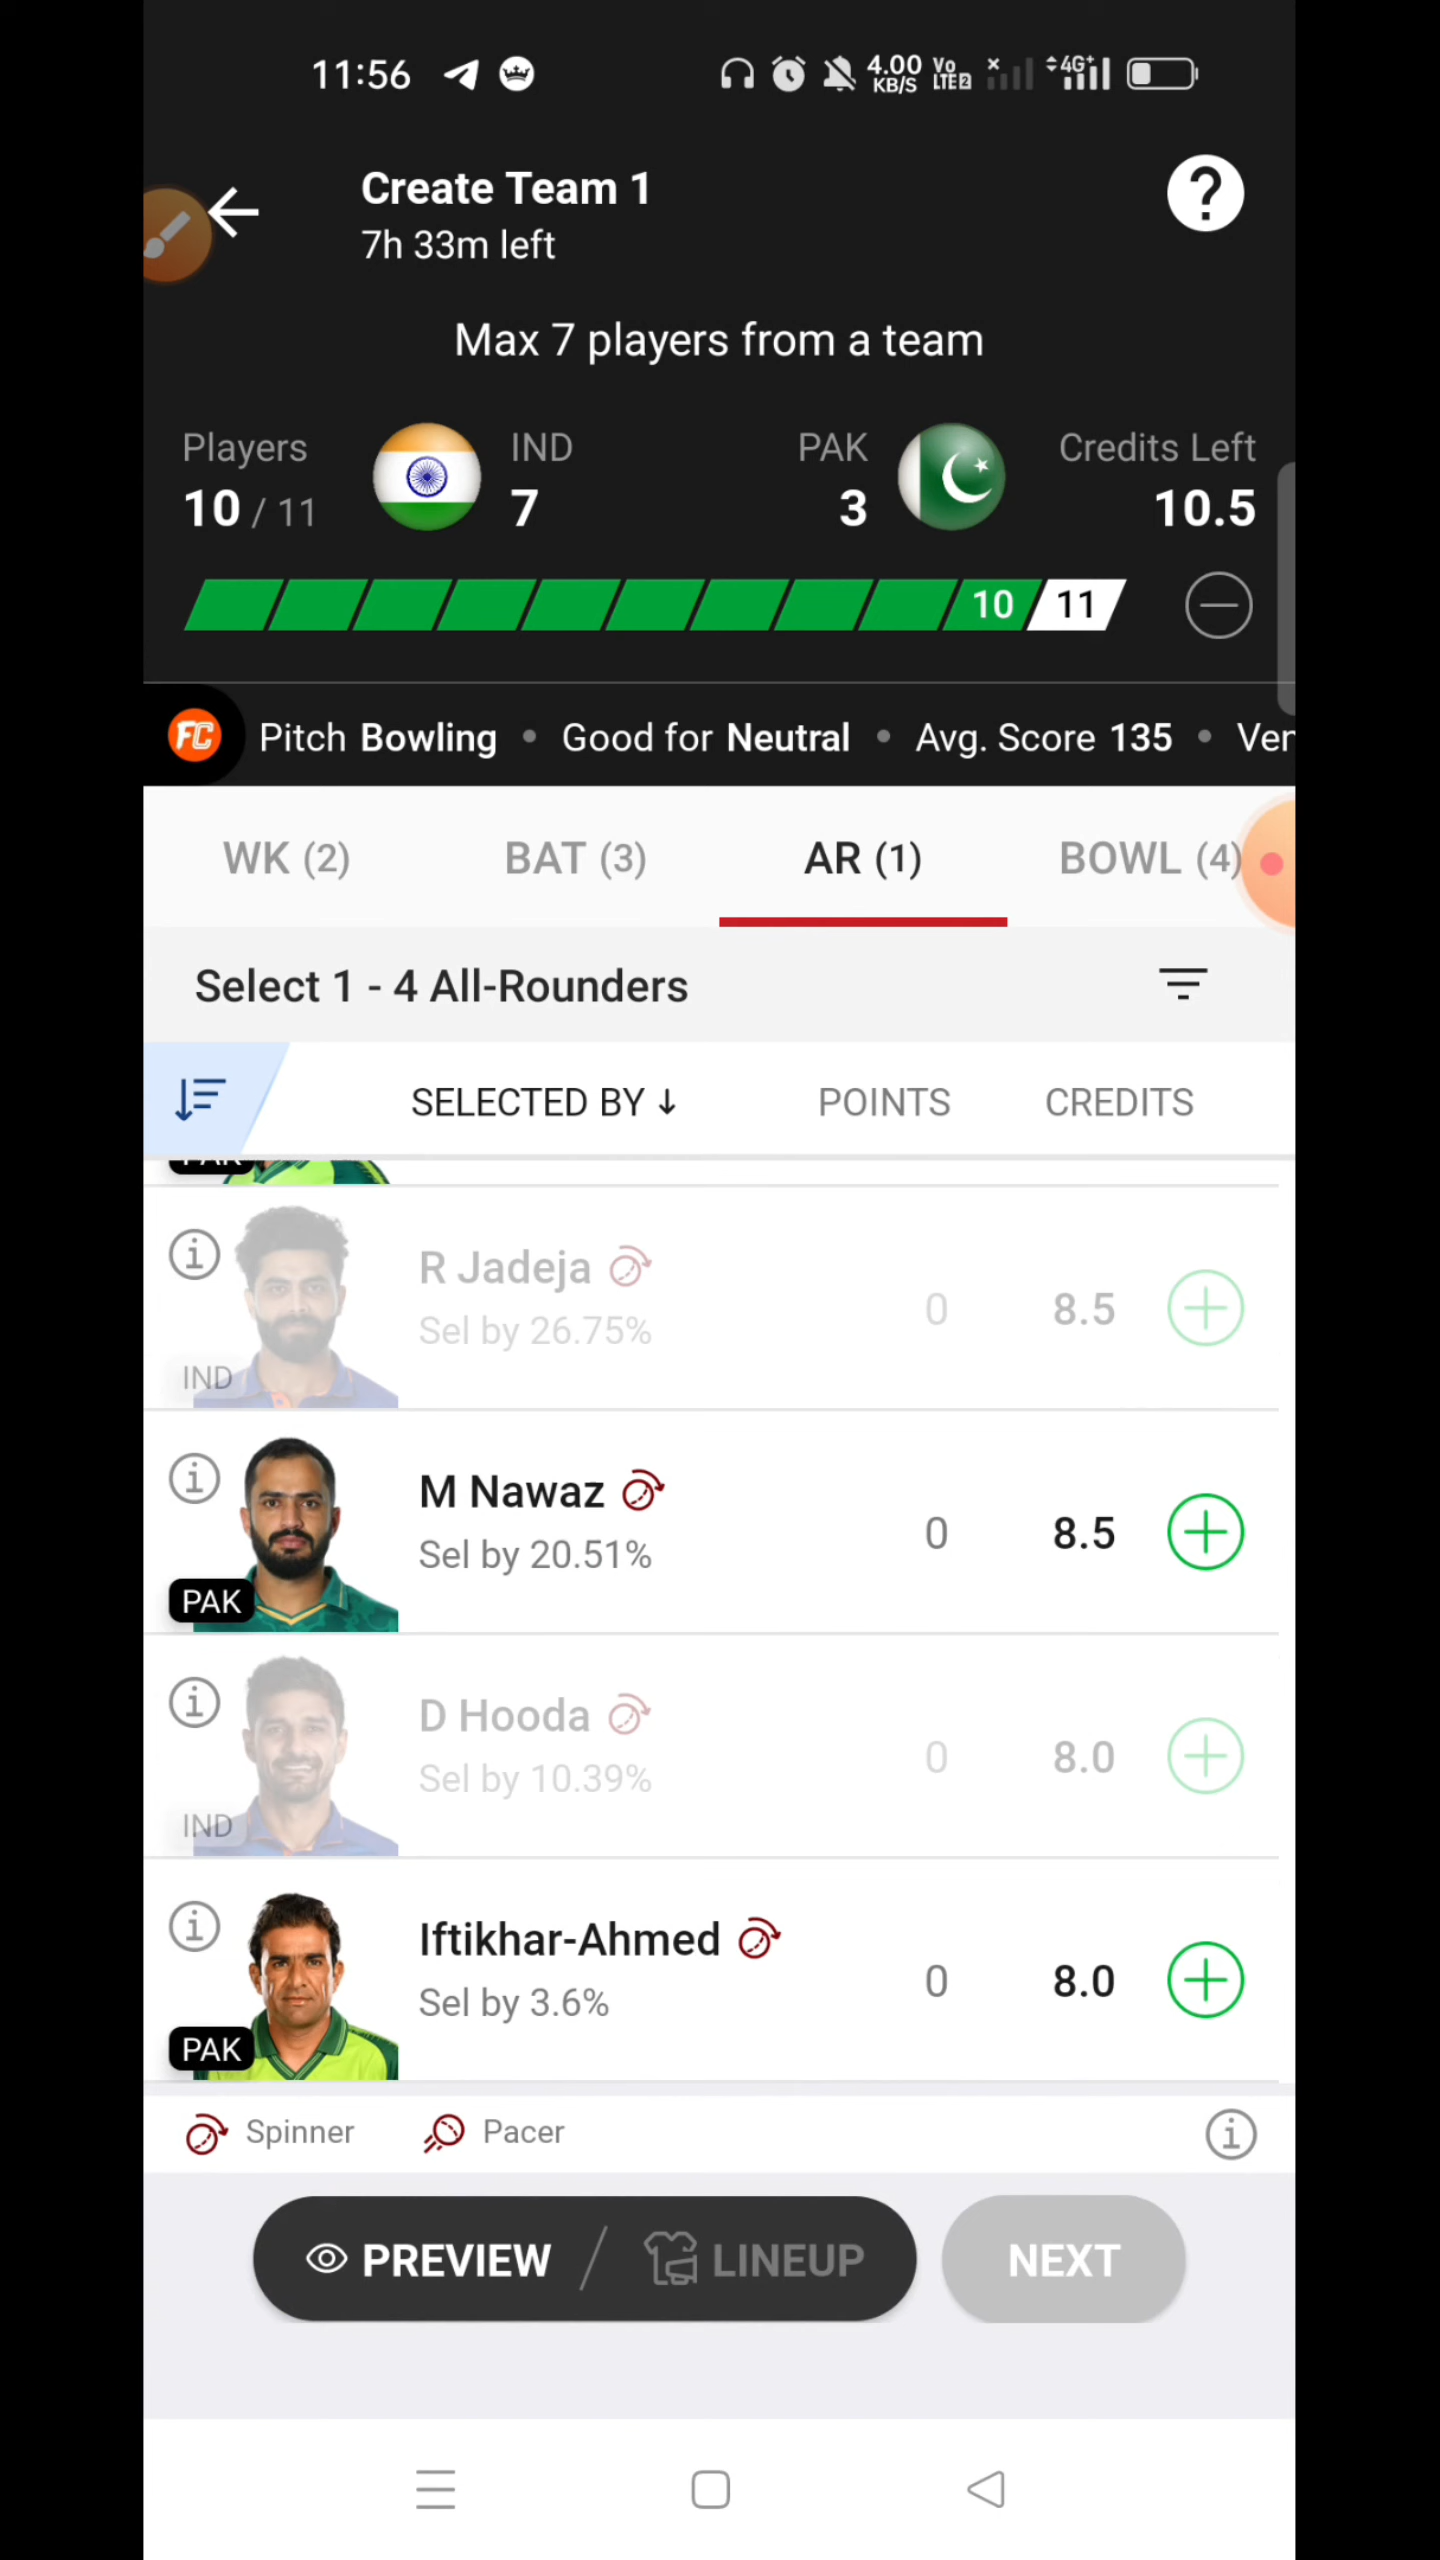 11:56 4.00 KB/S Vo LTE2 4G+
Create Team 1
7h 33m left
?
Max 7 players from a team
Players IND PAK Credits Left
10 / 11 7 3 10.5
10 11
FC Pitch Bowling • Good for Neutral • Avg. Score 135 • Ver
WK (2) BAT (3) AR (1) BOWL (4)
Select 1 - 4 All-Rounders
SELECTED BY ↓ POINTS CREDITS
PAK
R Jadeja
Sel by 26.75% 0 8.5
IND
M Nawaz
Sel by 20.51% 0 8.5
PAK
D Hooda
Sel by 10.39% 0 8.0
IND
Iftikhar-Ahmed
Sel by 3.6% 0 8.0
PAK
Spinner Pacer
PREVIEW / LINEUP NEXT